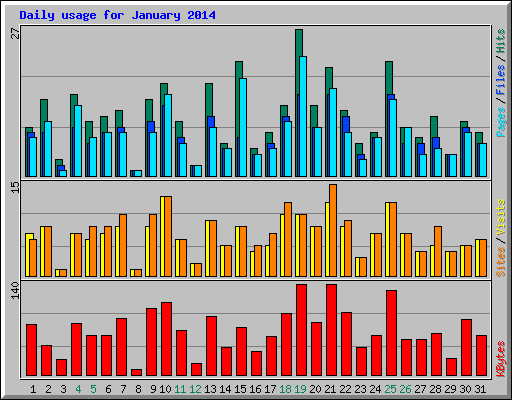 Daily usage for January 2014
27
Pages / Files / Hits
15
Sites / Visits
140
KBytes
1 2 3 4 5 6 7 8 9 10 11 12 13 14 15 16 17 18 19 20 21 22 23 24 25 26 27 28 29 30 31